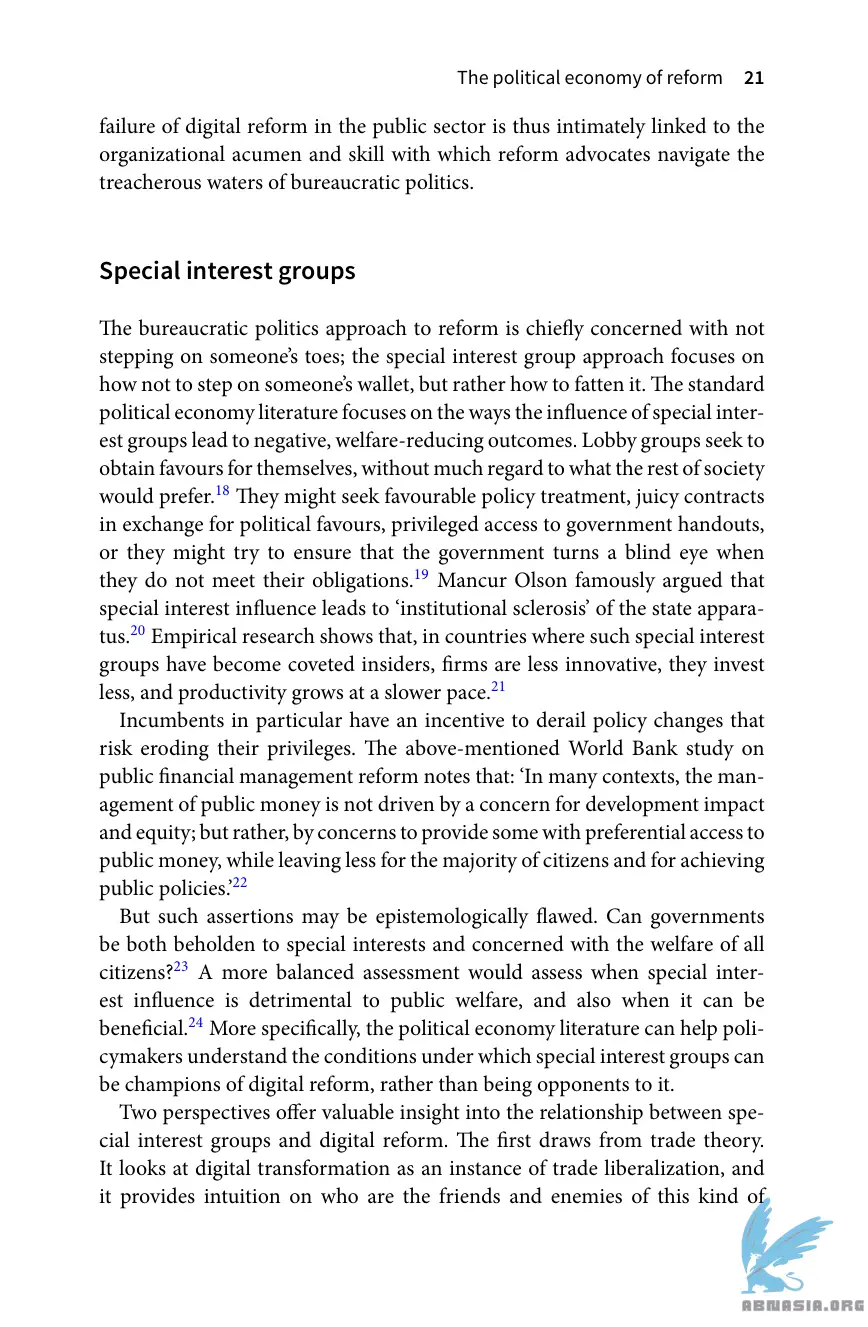 The political economy of reform 21
failure of digital reform in the public sector is thus intimately linked to the
organizational acumen and skill with which reform advocates navigate the
treacherous waters of bureaucratic politics.
Special interest groups
The bureaucratic politics approach to reform is chiefly concerned with not
stepping on someone’s toes; the special interest group approach focuses on
how not to step on someone’s wallet, but rather how to fatten it. The standard
political economy literature focuses on the ways the influence of special inter-
est groups lead to negative, welfare-reducing outcomes. Lobby groups seek to
obtain favours for themselves, without much regard to what the rest of society
would prefer.18 They might seek favourable policy treatment, juicy contracts
in exchange for political favours, privileged access to government handouts,
or they might try to ensure that the government turns a blind eye when
they do not meet their obligations.19 Mancur Olson famously argued that
special interest influence leads to ‘institutional sclerosis’ of the state appara-
tus.20 Empirical research shows that, in countries where such special interest
groups have become coveted insiders, firms are less innovative, they invest
less, and productivity grows at a slower pace.21
Incumbents in particular have an incentive to derail policy changes that
risk eroding their privileges. The above-mentioned World Bank study on
public financial management reform notes that: ‘In many contexts, the man-
agement of public money is not driven by a concern for development impact
and equity; but rather, by concerns to provide some with preferential access to
public money, while leaving less for the majority of citizens and for achieving
public policies.’22
But such assertions may be epistemologically flawed. Can governments
be both beholden to special interests and concerned with the welfare of all
citizens?23 A more balanced assessment would assess when special inter-
est influence is detrimental to public welfare, and also when it can be
beneficial.24 More specifically, the political economy literature can help poli-
cymakers understand the conditions under which special interest groups can
be champions of digital reform, rather than being opponents to it.
Two perspectives offer valuable insight into the relationship between spe-
cial interest groups and digital reform. The first draws from trade theory.
It looks at digital transformation as an instance of trade liberalization, and
it provides intuition on who are the friends and enemies of this kind of
ABNASIA.ORG